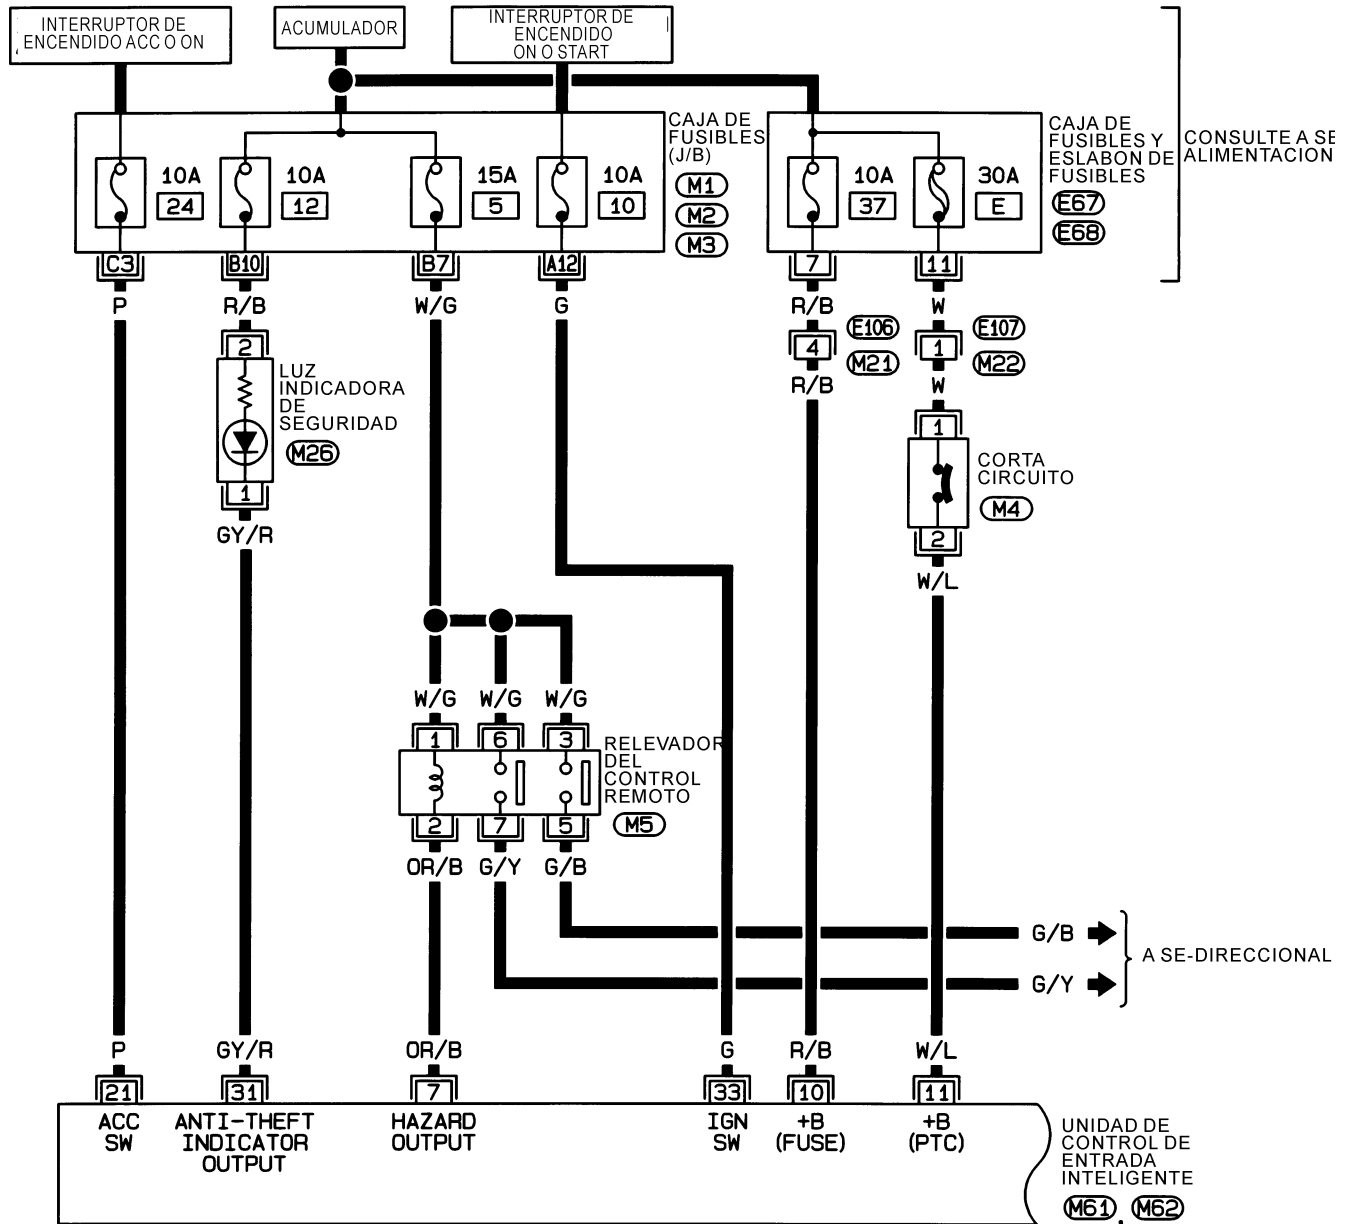 INTERRUPTOR DE
ENCENDIDO ACC O ON
ACUMULADOR
INTERRUPTOR DE
ENCENDIDO
ON O START
CAJA DE
FUSIBLES
(J/B)
M1
M2
M3
CAJA DE
FUSIBLES Y
ESLABON DE
FUSIBLES
E67
E68
CONSULTE A SE
ALIMENTACION
10A
24
10A
12
15A
5
10A
10
10A
37
30A
E
C3
B10
B7
A12
7
11
P
R/B
W/G
G
R/B
W
2
4
E106
M21
1
E107
M22
R/B
W
LUZ
INDICADORA
DE
SEGURIDAD
M26
1
GY/R
1
CORTA
CIRCUITO
M4
2
W/L
W/G
W/G
W/G
1
6
3
RELEVADOR
DEL
CONTROL
REMOTO
M5
2
7
5
OR/B
G/Y
G/B
G/B
G/Y
A SE-DIRECCIONAL
P
GY/R
OR/B
G
R/B
W/L
21
31
7
33
10
11
ACC
SW
ANTI-THEFT
INDICATOR
OUTPUT
HAZARD
OUTPUT
IGN
SW
+B
(FUSE)
+B
(PTC)
UNIDAD DE
CONTROL DE
ENTRADA
INTELIGENTE
M61 , M62